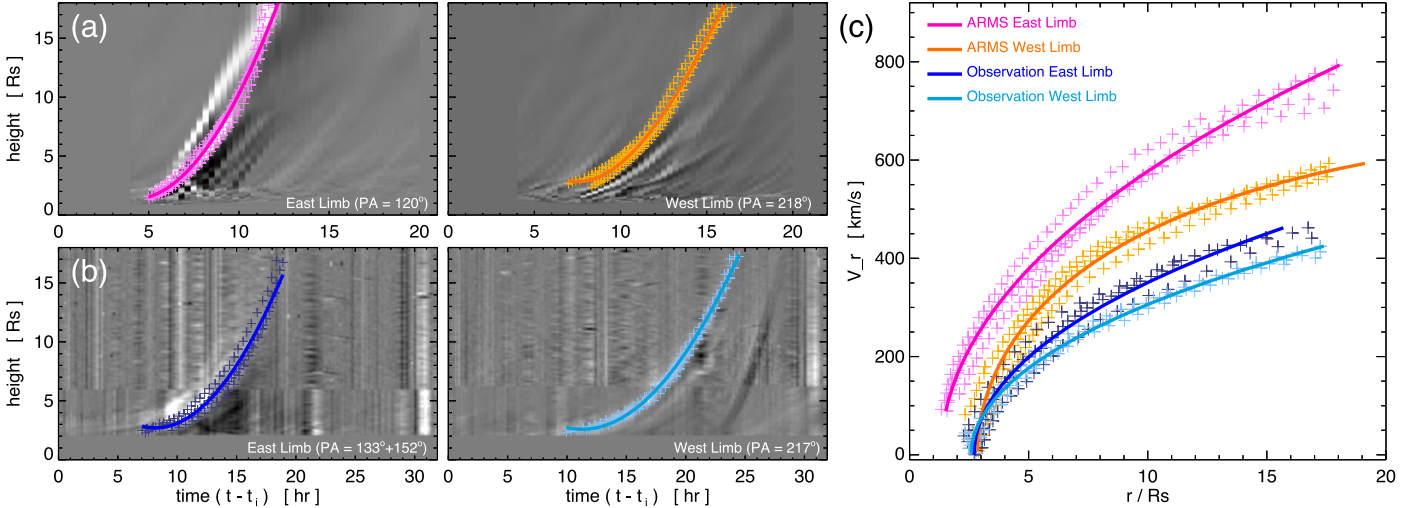 (a)
height [ Rs]
15
10
5
0
East Limb (PA = 120°)
0 5 10 15 20
West Limb (PA = 218°)
0 5 10 15 20
(b)
height [ Rs]
15
10
5
0
East Limb (PA = 133°+152°)
0 5 10 15 20 25 30
time ( t - t i ) [ hr]
West Limb (PA = 217°)
0 5 10 15 20 25 30
time ( t - t i ) [ hr]
(c)
ARMS East Limb
ARMS West Limb
Observation East Limb
Observation West Limb
V_r [ km/s]
800
600
400
200
0
0 5 10 15 20
r / Rs